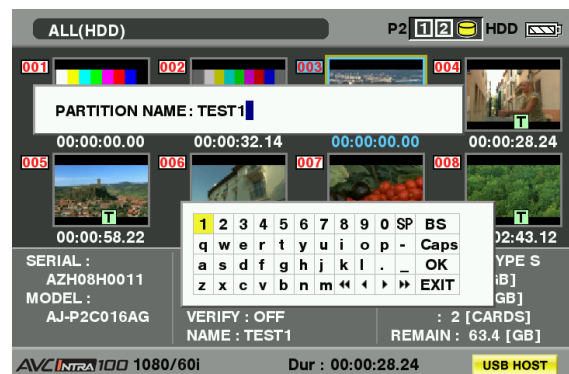 ALL(HDD) P2 1 2 HDD
001 002 003 004
PARTITION NAME : TEST1
T
00:00:00.00 00:00:32.14 00:00:00.00 00:00:28.24
005 006 007 008
T T
00:00:58.22 02:43.12
1 2 3 4 5 6 7 8 9 0 SP BS
q w e r t y u i o p - Caps
a s d f g h j k l . _ OK
z x c v b n m EXIT
SERIAL : YPE S
AZH08H0011 GB]
MODEL : GB]
AJ-P2C016AG VERIFY : OFF : 2 [CARDS]
NAME : TEST1 REMAIN : 63.4 [GB]
AVC INTRA 100 1080/60i Dur : 00:00:28.24 USB HOST